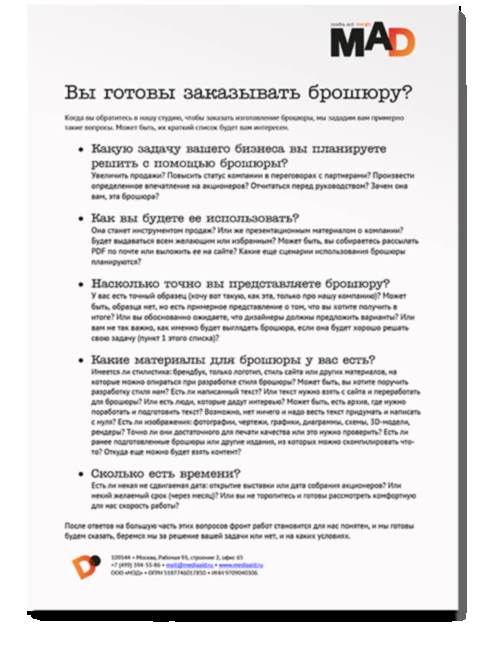 media aid design
MAD
Вы готовы заказывать брошюру?
Когда вы обратитесь в нашу студию, чтобы заказать изготовление брошюры, мы зададим вам примерно
такие вопросы. Может быть, их краткий список будет вам интересен.
• Какую задачу вашего бизнеса вы планируете
решить с помощью брошюры?
Увеличить продажи? Повысить статус компании в переговорах с партнерами? Произвести
определенное впечатление на акционеров? Отчитаться перед руководством? Зачем она
вам, эта брошюра?
• Как вы будете ее использовать?
Она станет инструментом продаж? Или же презентационным материалом о компании?
Будет выдаваться всем желающим или избранным? Может быть, вы собираетесь рассылать
PDF по почте или выложите ее на сайте? Какие еще сценарии использования брошюры
планируются?
• Насколько точно вы представляете брошюру?
У вас есть точный образец (хочу вот такую, как эта, только про нашу компанию)? Может
быть, образца нет, но есть примерное представление о том, что вы хотите получить в
итоге? Или вы обоснованно ожидаете, что дизайнеры должны предложить варианты? Или
вам не так важно, как именно будет выглядеть брошюра, если она будет хорошо решать
свою задачу (пункт 1 этого списка)?
• Какие материалы для брошюры у вас есть?
Имеется ли стилистика: брендбук, только логотип, стиль сайта или других материалов, на
которые можно опираться при разработке стиля брошюры? Может быть, вы хотите поручить
разработку стиля нам? Есть ли написанный текст? Или текст нужно взять с сайта и переработать
для брошюры? Или есть люди, которые дадут интервью? Может быть, есть архив, где нужно
поработать и подготовить текст? Возможно, нет ничего и надо весть текст придумать и написать
с нуля? Есть ли изображения: фотографии, чертежи, графики, диаграммы, схемы, 3D-модели,
рендеры? Точно ли они достаточного для печати качества или это нужно проверить? Есть ли
ранее подготовленные брошюры или другие издания, из которых можно скомпилировать что-
то? Откуда еще можно будет взять контент?
• Сколько есть времени?
Есть ли некая не сдвигаемая дата: открытие выставки или дата собрания акционеров? Или
некий желаемый срок (через месяц)? Или вы не торопитесь и готовы рассмотреть комфортную
для нас скорость работы?
После ответов на большую часть этих вопросов фронт работ становится для нас понятен, и мы готовы
будем сказать, беремся мы за решение вашей задачи или нет, и на каких условиях.
109544 • Москва, Рабочая 93, строение 2, офис 65
+7 (499) 394-55-86 • mail@mediaaid.ru • www.mediaaid.ru
ООО «МЭД» • ОГРН 5187746017850 • ИНН 9709040306